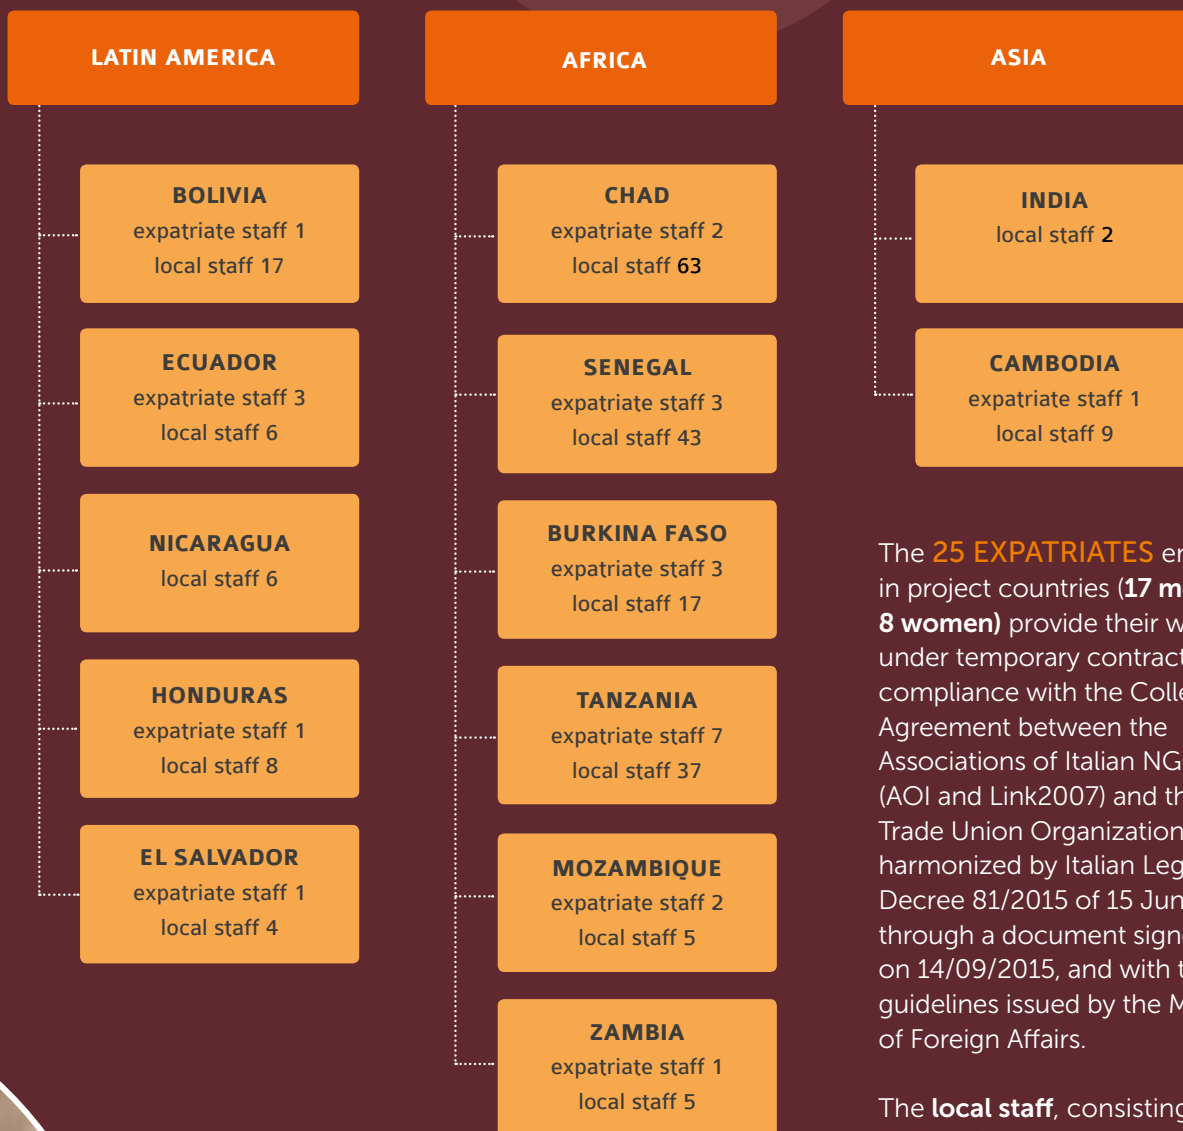 LATIN AMERICA
BOLIVIA
expatriate staff 1
local staff 17
ECUADOR
expatriate staff 3
local staff 6
NICARAGUA
local staff 6
HONDURAS
expatriate staff 1
local staff 8
EL SALVADOR
expatriate staff 1
local staff 4
AFRICA
CHAD
expatriate staff 2
local staff 63
SENEGAL
expatriate staff 3
local staff 43
BURKINA FASO
expatriate staff 3
local staff 17
TANZANIA
expatriate staff 7
local staff 37
MOZAMBIQUE
expatriate staff 2
local staff 5
ZAMBIA
expatriate staff 1
local staff 5
ASIA
INDIA
local staff 2
CAMBODIA
expatriate staff 1
local staff 9
The 25 EXPATRIATES
in project countries (17
8 women) provide their
under temporary
compliance with the
Agreement between the
Associations of Italian
(AOI and Link2007) and
Trade Union
harmonized by Italian
Decree 81/2015 of 15
through a document
on 14/09/2015, and with
guidelines issued by the
of Foreign Affairs.
The local staff, consisting